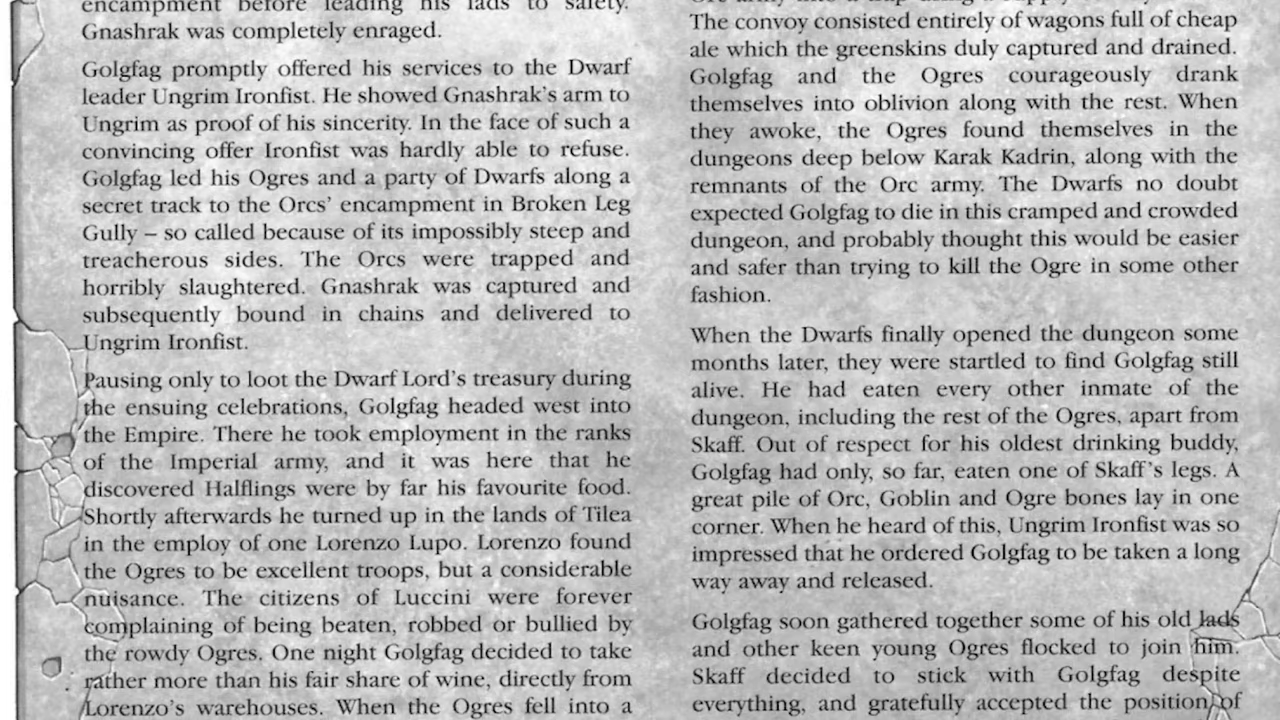 encampment before leading his lads to safety.
Gnashrak was completely enraged.
Golgfag promptly offered his services to the Dwarf
leader Ungrim Ironfist. He showed Gnashrak's arm to
Ungrim as proof of his sincerity. In the face of such a
convincing offer Ironfist was hardly able to refuse.
Golgfag led his Ogres and a party of Dwarfs along a
secret track to the Orcs' encampment in Broken Leg
Gully – so called because of its impossibly steep and
treacherous sides. The Orcs were trapped and
horribly slaughtered. Gnashrak was captured and
subsequently bound in chains and delivered to
Ungrim Ironfist.
Pausing only to loot the Dwarf Lord's treasury during
the ensuing celebrations, Golgfag headed west into
the Empire. There he took employment in the ranks
of the Imperial army, and it was here that he
discovered Halflings were by far his favourite food.
Shortly afterwards he turned up in the lands of Tilea
in the employ of one Lorenzo Lupo. Lorenzo found
the Ogres to be excellent troops, but a considerable
nuisance. The citizens of Luccini were forever
complaining of being beaten, robbed or bullied by
the rowdy Ogres. One night Golgfag decided to take
rather more than his fair share of wine, directly from
Lorenzo's warehouses. When the Ogres fell into a
The convoy consisted entirely of wagons full of cheap
ale which the greenskins duly captured and drained.
Golgfag and the Ogres courageously drank
themselves into oblivion along with the rest. When
they awoke, the Ogres found themselves in the
dungeons deep below Karak Kadrin, along with the
remnants of the Orc army. The Dwarfs no doubt
expected Golgfag to die in this cramped and crowded
dungeon, and probably thought this would be easier
and safer than trying to kill the Ogre in some other
fashion.
When the Dwarfs finally opened the dungeon some
months later, they were startled to find Golgfag still
alive. He had eaten every other inmate of the
dungeon, including the rest of the Ogres, apart from
Skaff. Out of respect for his oldest drinking buddy,
Golgfag had only, so far, eaten one of Skaff's legs. A
great pile of Orc, Goblin and Ogre bones lay in one
corner. When he heard of this, Ungrim Ironfist was so
impressed that he ordered Golgfag to be taken a long
way away and released.
Golgfag soon gathered together some of his old lads
and other keen young Ogres flocked to join him.
Skaff decided to stick with Golgfag despite
everything, and gratefully accepted the position of